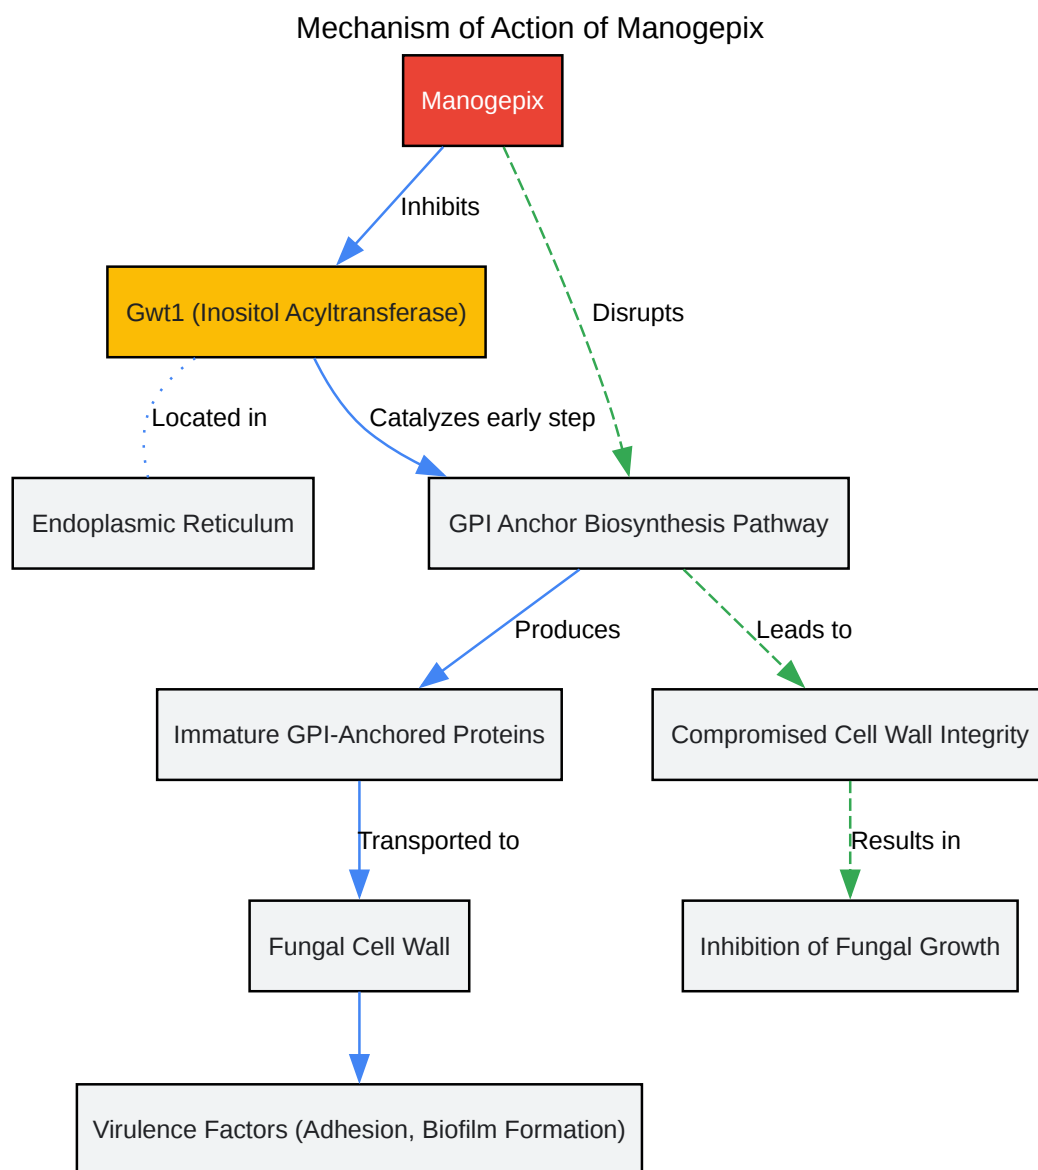 Mechanism of Action of Manogepix
Manogepix
Inhibits
Gwt1 (Inositol Acyltransferase)
Disrupts
Located in
Catalyzes early step
Endoplasmic Reticulum
GPI Anchor Biosynthesis Pathway
Produces
Leads to
Immature GPI-Anchored Proteins
Compromised Cell Wall Integrity
Transported to
Results in
Fungal Cell Wall
Inhibition of Fungal Growth
Virulence Factors (Adhesion, Biofilm Formation)